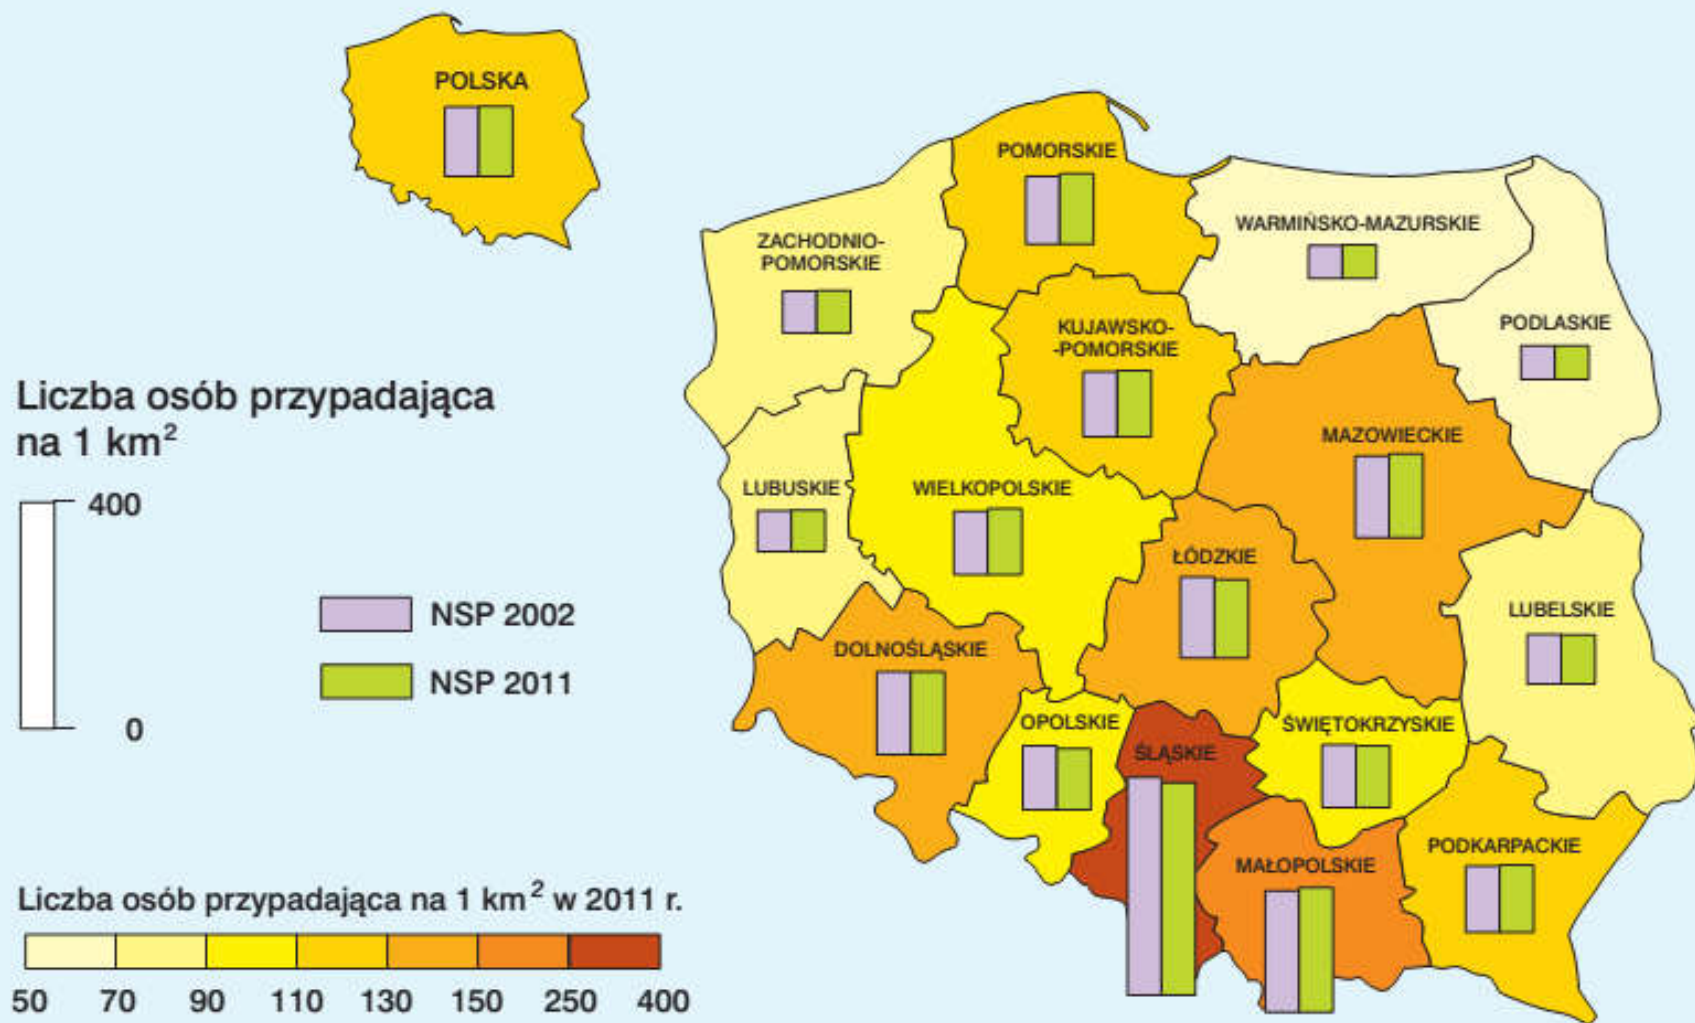 POLSKA
POMORSKIE
WARMIŃSKO-MAZURSKIE
ZACHODNIO-
POMORSKIE
PODLASKIE
KUJAWSKO-
-POMORSKIE
Liczba osób przypadająca
na 1 km²
400
0
NSP 2002
NSP 2011
MAZOWIECKIE
LUBUSKIE
WIELKOPOLSKIE
ŁÓDZKIE
LUBELSKIE
DOLNOŚLĄSKIE
OPOLSKIE
ŚLĄSKIE
ŚWIĘTOKRZYSKIE
MAŁOPOLSKIE
PODKARPACKIE
Liczba osób przypadająca na 1 km² w 2011 r.
50 70 90 110 130 150 250 400